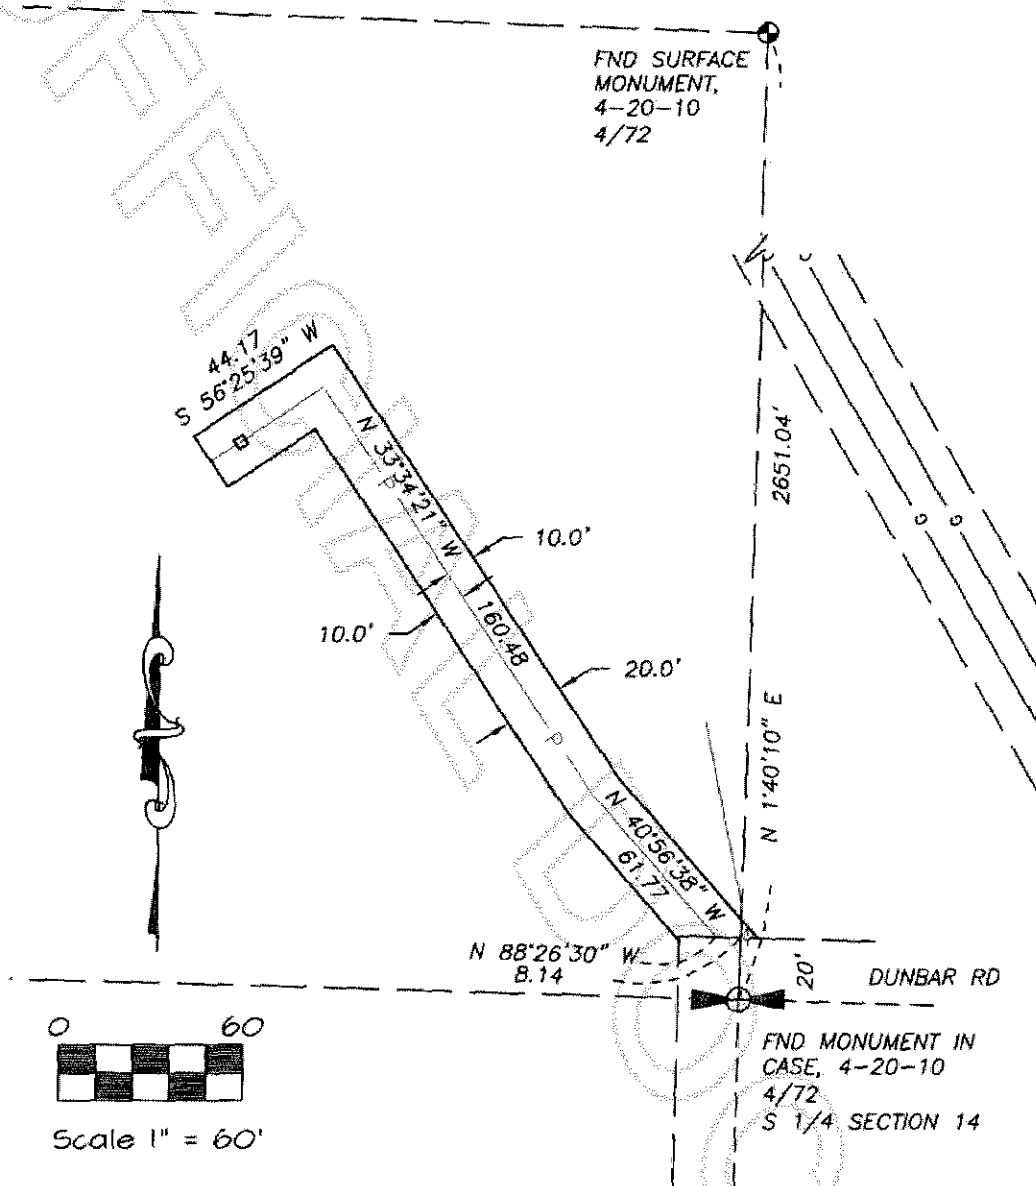 FND SURFACE
MONUMENT,
4-20-10
4/72
44.17
S 56°25'39" W
N 33°34'21" W
160.48
2651.04'
N 1°40'10" E
G G
10.0'
10.0'
20.0'
P
P
N 40°56'38" W
61.77
N 88°26'30" W
8.14
20'
DUNBAR RD
FND MONUMENT IN
CASE, 4-20-10
4/72
S 1/4 SECTION 14
0 60
Scale 1" = 60'